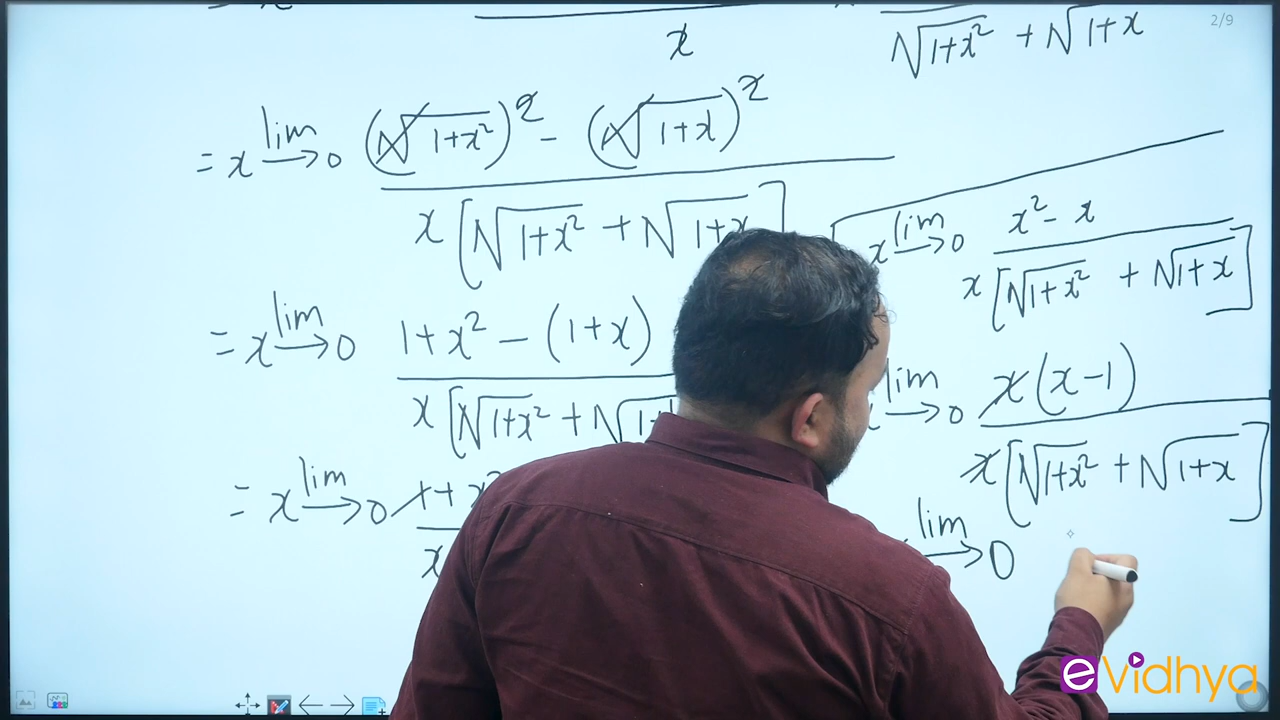 x
√1+x² + √1+x
2/9
= lim x→0 (√1+x²)² - (√1+x)²
x[√1+x² + √1+x]
= lim x→0 1+x² - (1+x)
x[√1+x² + √1+
= lim x→0 1+x²
x
lim x→0 x² - x
x[√1+x² + √1+x]
lim →0 x(x-1)
x[√1+x² + √1+x]
lim →0
eVidhya